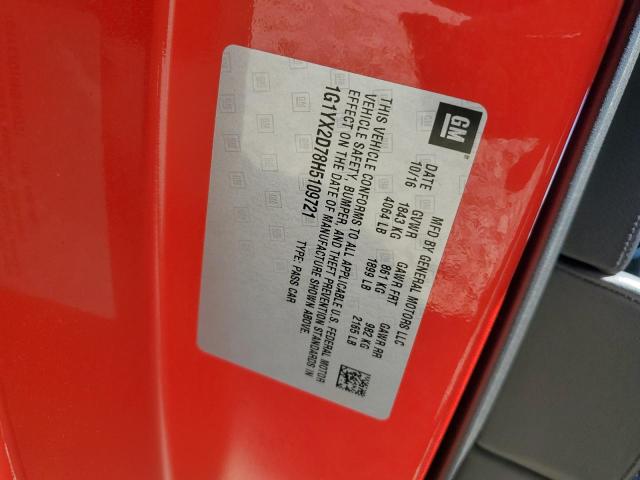 GM
MFD BY GENERAL MOTORS LLC
DATE GVWR GAWR FRT GAWR RR
10/16 1843 KG 861 KG 982 KG
4064 LB 1899 LB 2165 LB
THIS VEHICLE CONFORMS TO ALL APPLICABLE U.S. FEDERAL MOTOR
VEHICLE SAFETY, BUMPER, AND THEFT PREVENTION STANDARDS IN
EFFECT ON THE DATE OF MANUFACTURE SHOWN ABOVE.
1G1YX2D78H5109721 TYPE: PASS CAR